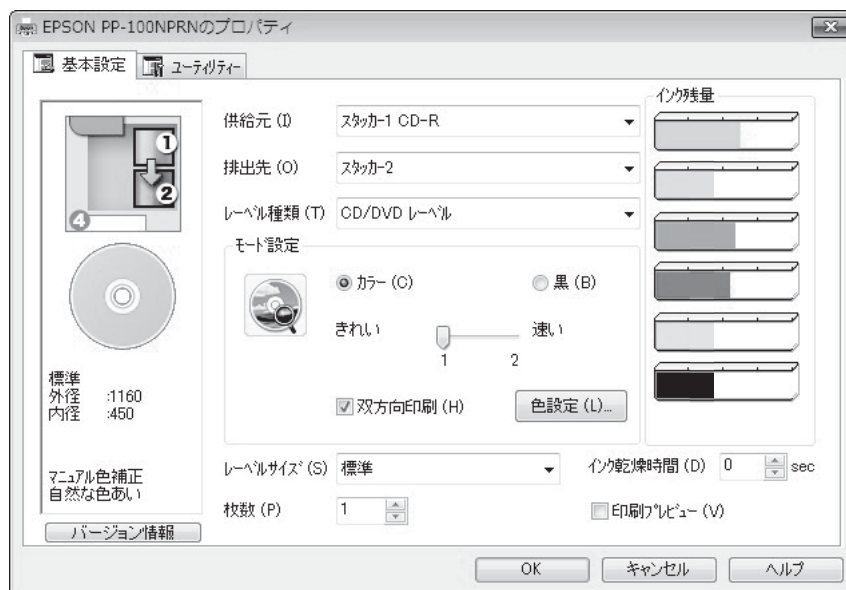 EPSON PP-100NPRNのプロパティ
基本設定
ユーティリティー
1
2
4
標準
外径 :1160
内径 :450
マニュアル色補正
自然な色あい
バージョン情報
供給元 (I) スタッカー1 CD-R
排出先 (O) スタッカー2
レーベル種類 (T) CD/DVD レーベル
モード設定
カラー (C) 黒 (B)
きれい 速い
1 2
双方向印刷 (H) 色設定 (L)...
インク残量
レーベルサイズ (S) 標準 インク乾燥時間 (D) 0 sec
枚数 (P) 1 印刷プレビュー (V)
OK キャンセル ヘルプ